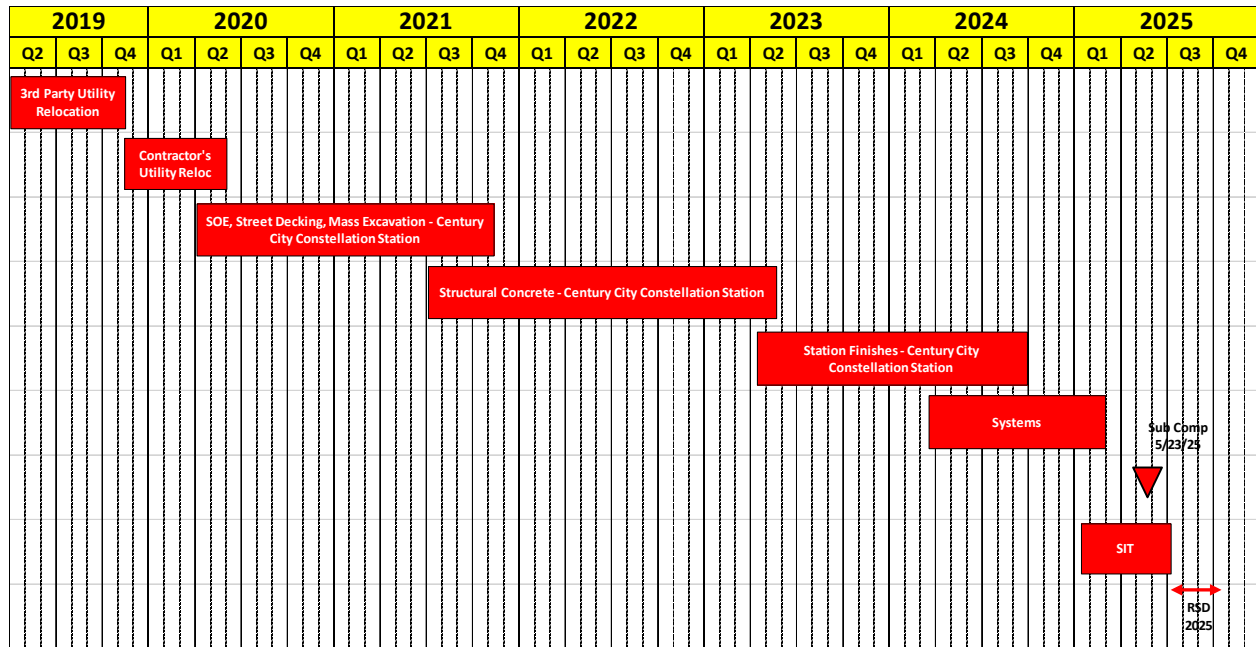 2019 2020 2021 2022 2023 2024 2025
Q2 Q3 Q4 Q1 Q2 Q3 Q4 Q1 Q2 Q3 Q4 Q1 Q2 Q3 Q4 Q1 Q2 Q3 Q4 Q1 Q2 Q3 Q4 Q1 Q2 Q3 Q4
3rd Party Utility
Relocation
Contractor's
Utility Reloc
SOE, Street Decking, Mass Excavation - Century
City Constellation Station
Structural Concrete - Century City Constellation Station
Station Finishes - Century City
Constellation Station
Systems
Sub Comp
5/23/25
SIT
RSD
2025